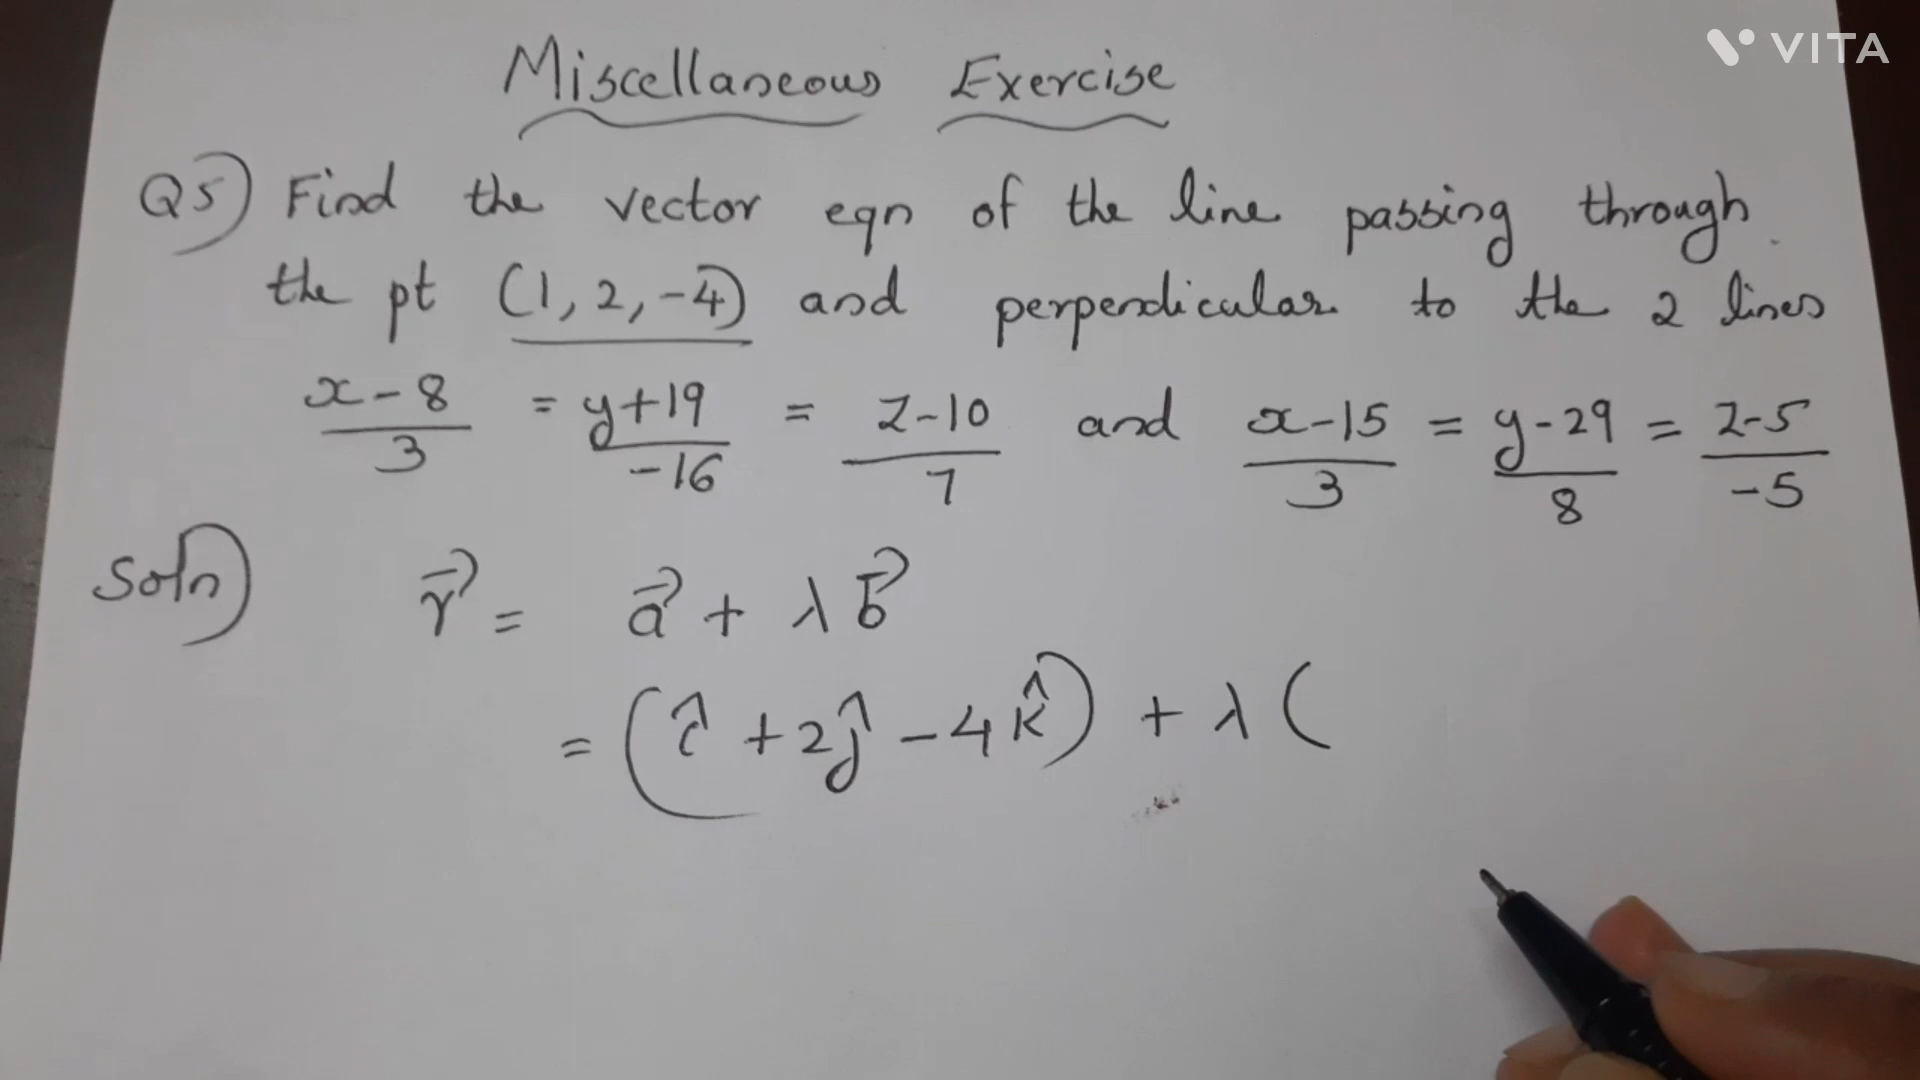 VITA
Miscellaneous Exercise
Q5) Find the vector eqn of the line passing through
the pt (1, 2, -4) and perpendicular to the 2 lines
x-8/3 = y+19/-16 = z-10/7 and x-15/3 = y-29/8 = z-5/-5
Soln) r⃗ = a⃗ + λb⃗
= (î + 2ĵ - 4k̂) + λ(